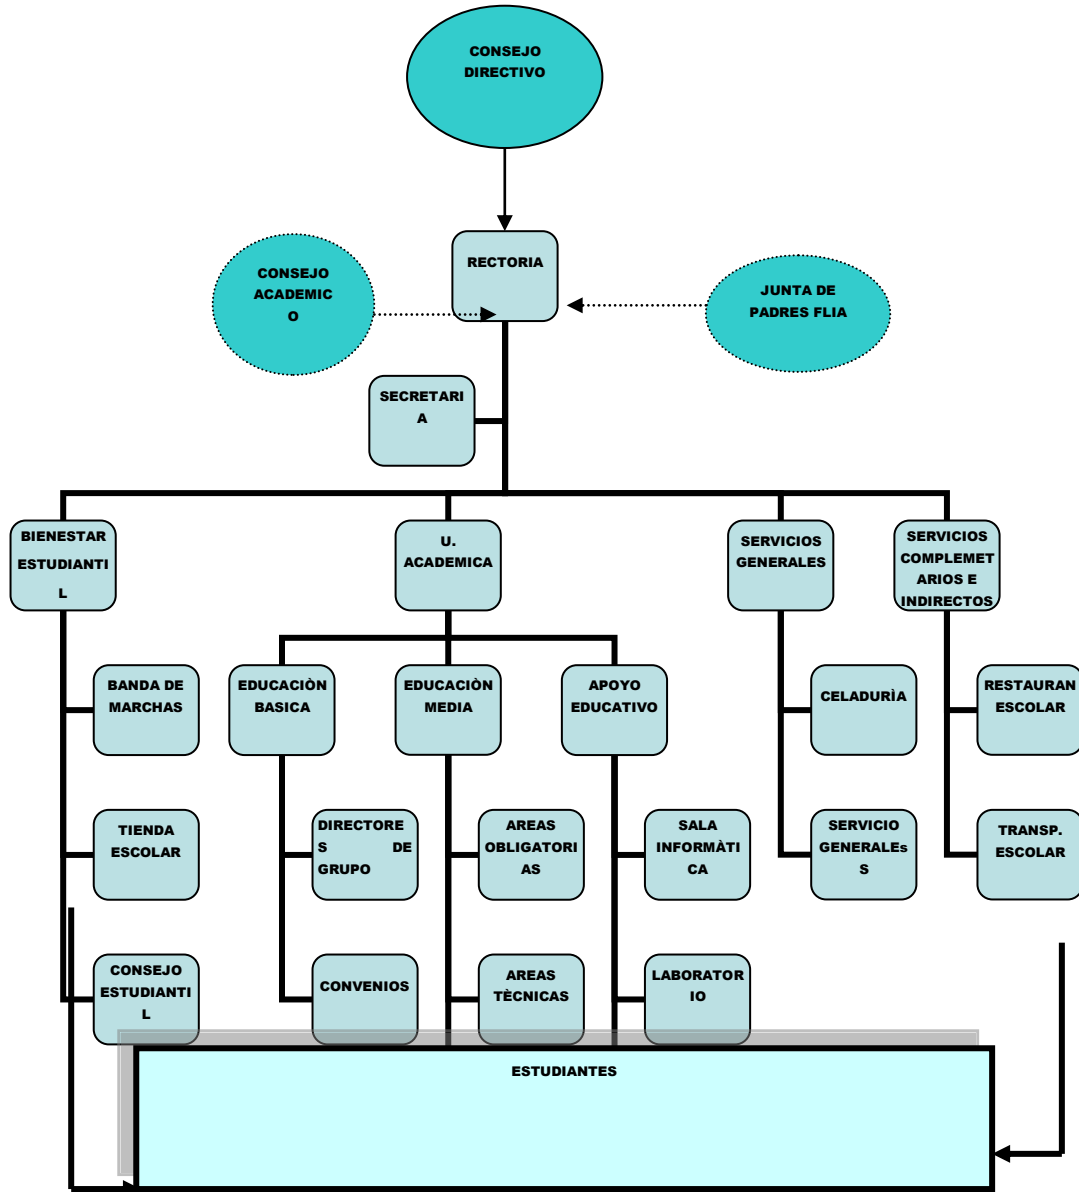 CONSEJO
DIRECTIVO
RECTORIA
CONSEJO
ACADEMIC
O
JUNTA DE
PADRES FLIA
SECRETARI
A
BIENESTAR
ESTUDIANTI
L
U.
ACADEMICA
SERVICIOS
GENERALES
SERVICIOS
COMPLEMET
ARIOS E
INDIRECTOS
BANDA DE
MARCHAS
EDUCACIÒN
BASICA
EDUCACIÒN
MEDIA
APOYO
EDUCATIVO
CELADURÌA
RESTAURAN
ESCOLAR
TIENDA
ESCOLAR
DIRECTORE
S DE
GRUPO
AREAS
OBLIGATORI
AS
SALA
INFORMÀTI
CA
SERVICIO
GENERALEs
S
TRANSP.
ESCOLAR
CONSEJO
ESTUDIANTI
L
CONVENIOS
AREAS
TÈCNICAS
LABORATOR
IO
ESTUDIANTES